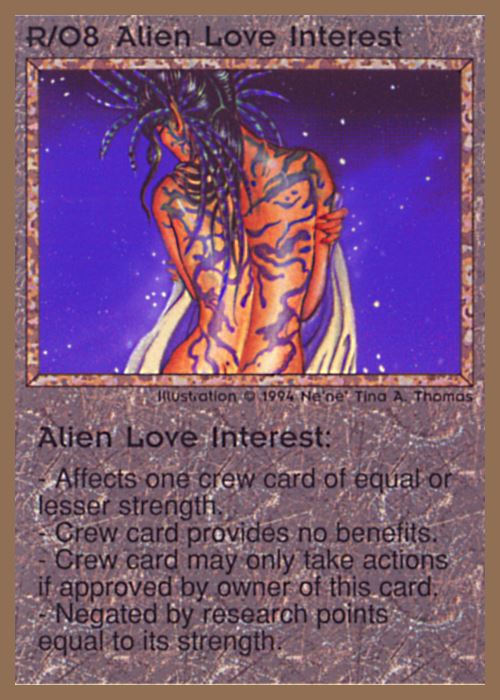 R/O8 Alien Love Interest
Illustration © 1994 Ne'ne' Tina A. Thomas
Alien Love Interest:
- Affects one crew card of equal or
lesser strength.
- Crew card provides no benefits.
- Crew card may only take actions
if approved by owner of this card.
- Negated by research points
equal to its strength.